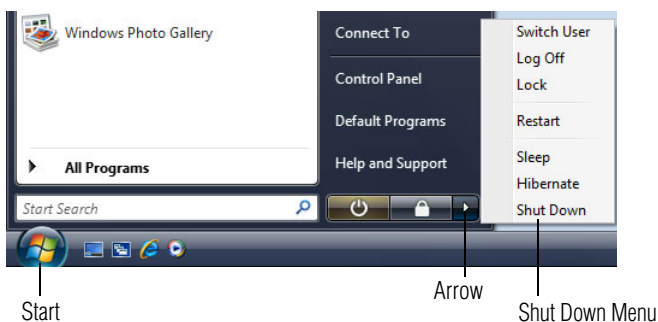 Windows Photo Gallery
All Programs
Start Search
Connect To
Control Panel
Default Programs
Help and Support
Switch User
Log Off
Lock
Restart
Sleep
Hibernate
Shut Down
Start
Arrow
Shut Down Menu